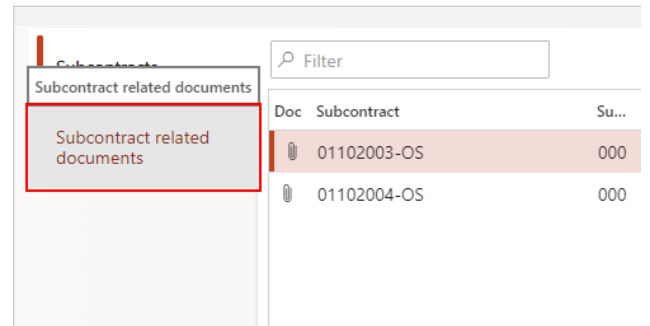 Filter
Subcontract related documents
Doc Subcontract Su...
Subcontract related
documents
01102003-OS 000
01102004-OS 000